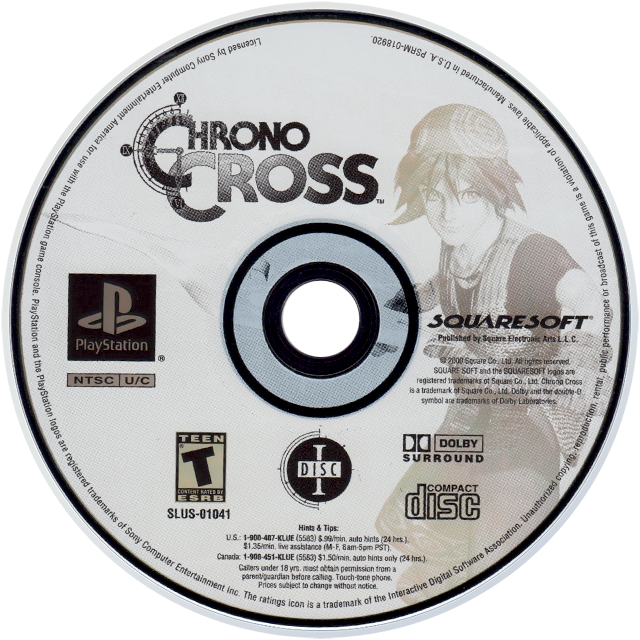 Licensed by Sony Computer Entertainment America for use with the PlayStation game console. PlayStation and the PlayStation logos are registered trademarks of Sony Computer Entertainment Inc. The ratings icon is a trademark of the Interactive Digital Software Association. Unauthorized copying, reproduction, rental, public performance or broadcast of this game is a violation of applicable laws. Manufactured in U.S.A. PSRM-018920.
XI
IX
VI
CHRONO
CROSS™
PlayStation
®
NTSC U/C
SQUARESOFT®
Published by Square Electronic Arts L.L.C.
© 2000 Square Co., Ltd. All rights reserved.
SQUARE SOFT and the SQUARESOFT logos are
registered trademarks of Square Co., Ltd. Chrono Cross
is a trademark of Square Co., Ltd. Dolby and the double-D
symbol are trademarks of Dolby Laboratories.
TEEN
T
CONTENT RATED BY
ESRB
SLUS-01041
DISC
I
DOLBY
SURROUND
COMPACT
disc
Hints & Tips:
U.S.: 1-900-407-KLUE (5583) $.99/min. auto hints (24 hrs.),
$1.35/min. live assistance (M-F, 8am-5pm PST).
Canada: 1-900-451-KLUE (5583) $1.50/min. auto hints only (24 hrs.).
Callers under 18 yrs. must obtain permission from a
parent/guardian before calling. Touch-tone phone.
Prices subject to change without notice.